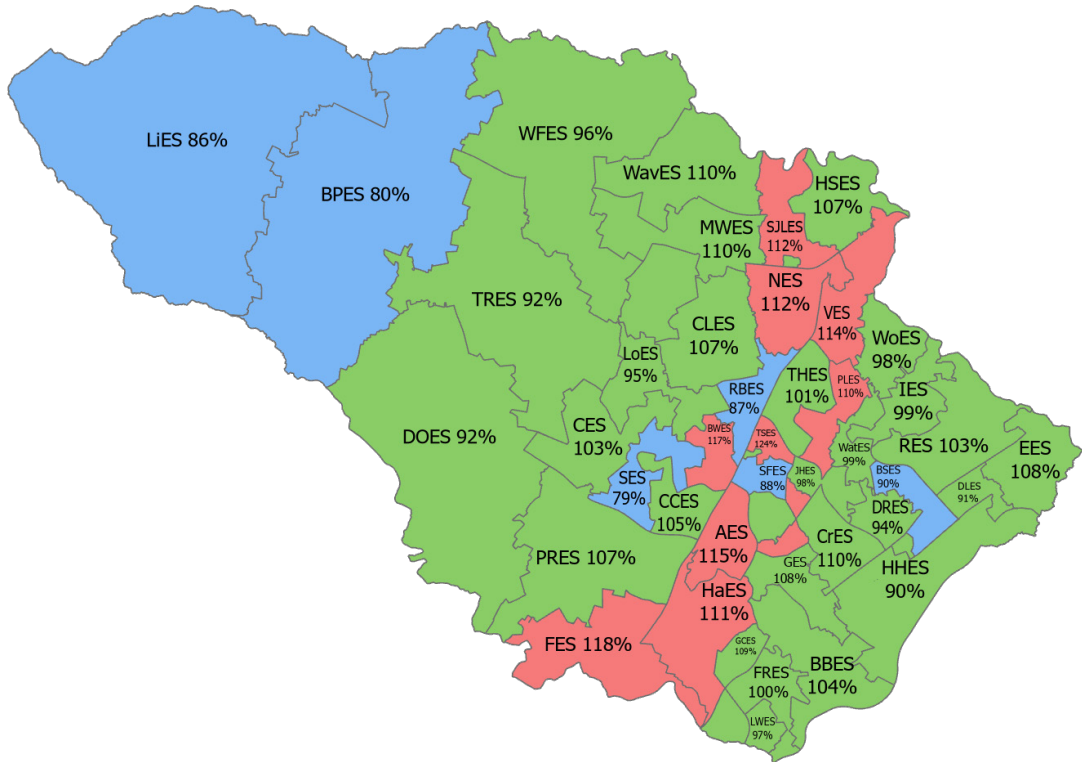 LiES 86%
BPES 80%
WFES 96%
WavES 110%
HSES
107%
MWES
110%
SJLES
112%
NES
112%
TRES 92%
VES
114%
CLES
107%
WoES
98%
LoES
95%
THES
101%
PLES
110%
RBES
87%
IES
99%
CES
103%
DOES 92%
BWES
117%
TSES
124%
WatES
99%
RES 103%
EES
108%
SES
79%
SFES
88%
JHES
98%
BSES
90%
DLES
91%
CCES
105%
DRES
94%
AES
115%
CrES
110%
PRES 107%
GES
108%
HHES
90%
HaES
111%
FES 118%
GCES
109%
FRES
100%
BBES
104%
LWES
97%